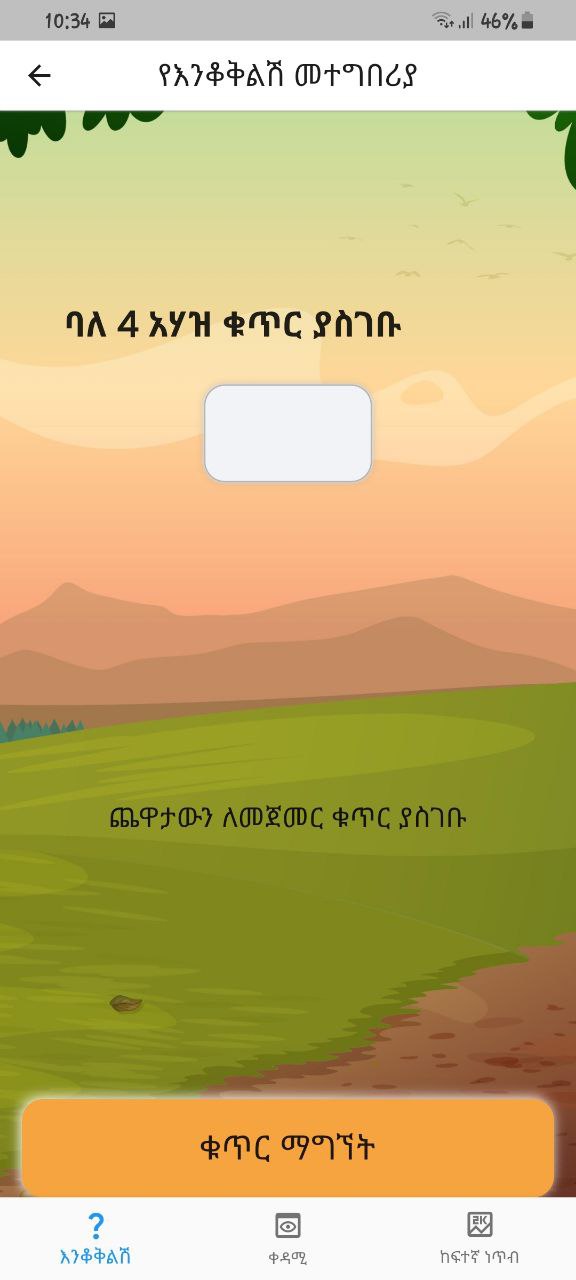 10:34 46%
የእንቆቅልሽ መተግበሪያ
ባለ 4 አሃዝ ቁጥር ያስገቡ
ጨዋታውን ለመጀመር ቁጥር ያስገቡ
ቁጥር ማግኘት
እንቆቅልሽ ቀዳሚ ከፍተኛ ነጥብ